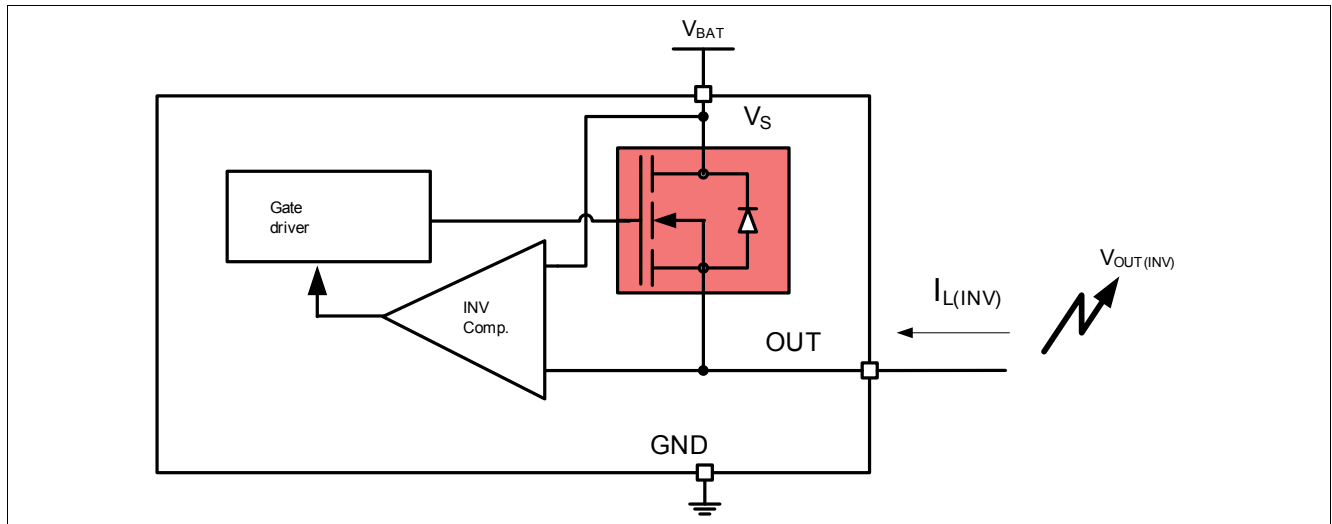 VBAT
VS
Gate
driver
INV
Comp.
VOUT(INV)
IL(INV)
OUT
GND